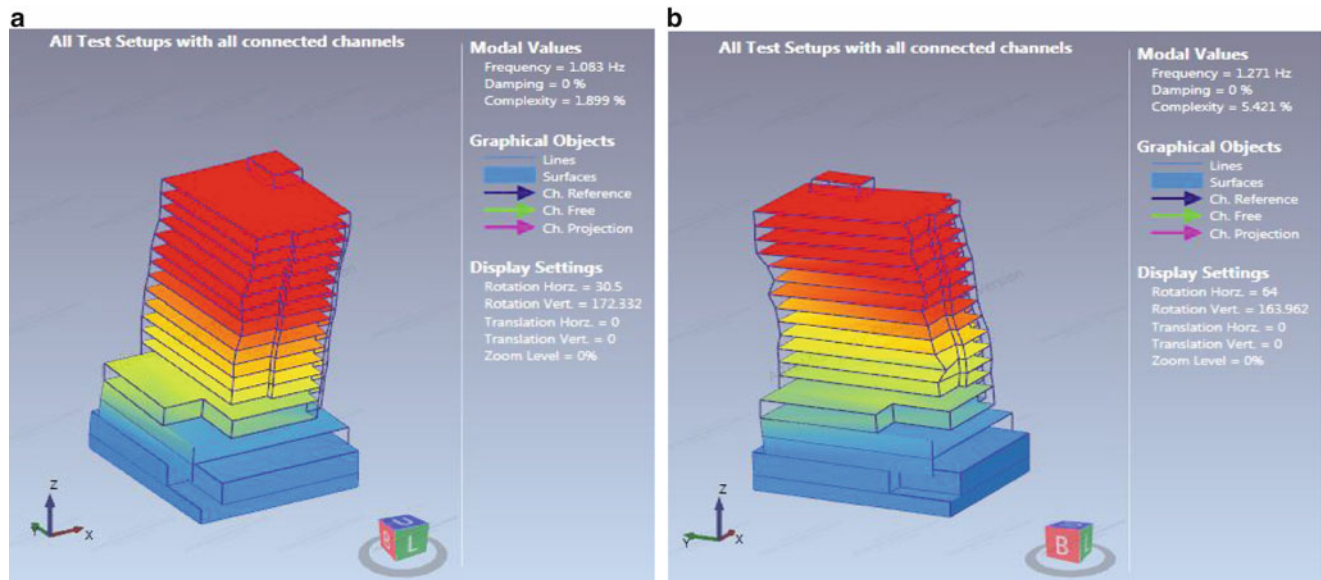 a
All Test Setups with all connected channels
Modal Values
Frequency = 1.083 Hz
Damping = 0 %
Complexity = 1.899 %
Graphical Objects
Lines
Surfaces
Ch. Reference
Ch. Free
Ch. Projection
Display Settings
Rotation Horz. = 30.5
Rotation Vert. = 172.332
Translation Horz. = 0
Translation Vert. = 0
Zoom Level = 0%
Z
Y
X
U
B
L
b
All Test Setups with all connected channels
Modal Values
Frequency = 1.271 Hz
Damping = 0 %
Complexity = 5.421 %
Graphical Objects
Lines
Surfaces
Ch. Reference
Ch. Free
Ch. Projection
Display Settings
Rotation Horz. = 64
Rotation Vert. = 163.962
Translation Horz. = 0
Translation Vert. = 0
Zoom Level = 0%
Z
Y
X
B
L